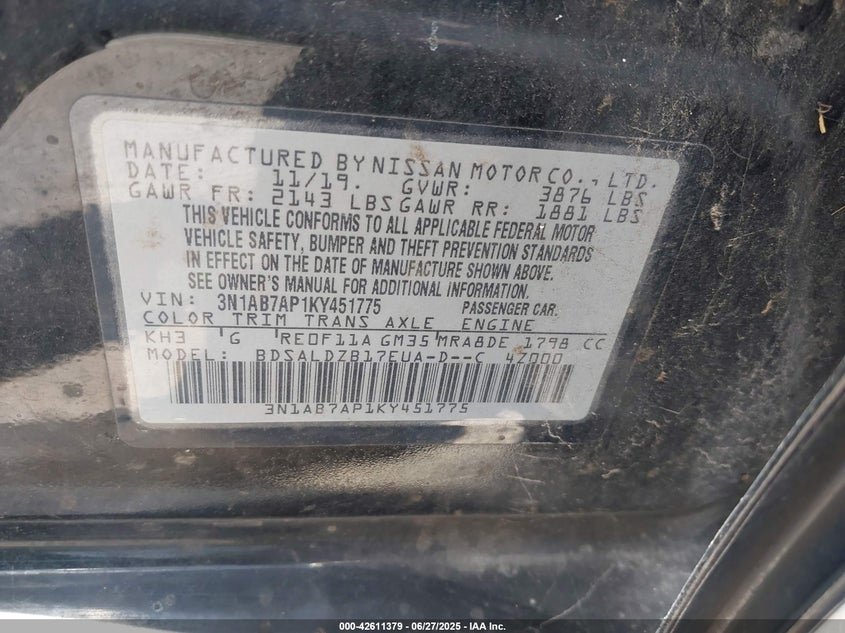 MANUFACTURED BY NISSAN MOTOR CO., LTD.
DATE: 11/19. GVWR: 3876 LBS
GAWR FR: 2143 LBS GAWR RR: 1881 LBS
THIS VEHICLE CONFORMS TO ALL APPLICABLE FEDERAL MOTOR
VEHICLE SAFETY, BUMPER AND THEFT PREVENTION STANDARDS
IN EFFECT ON THE DATE OF MANUFACTURE SHOWN ABOVE.
SEE OWNER'S MANUAL FOR ADDITIONAL INFORMATION.
VIN: 3N1AB7AP1KY451775 PASSENGER CAR.
COLOR TRIM TRANS AXLE ENGINE
KH3 G RE0F11A GM35 MRA8DE 1798 CC
MODEL: BDSALDZB17EUA-D--C 42000
3N1AB7AP1KY451775
000-42611379 | 06/27/2025 - IAA Inc.